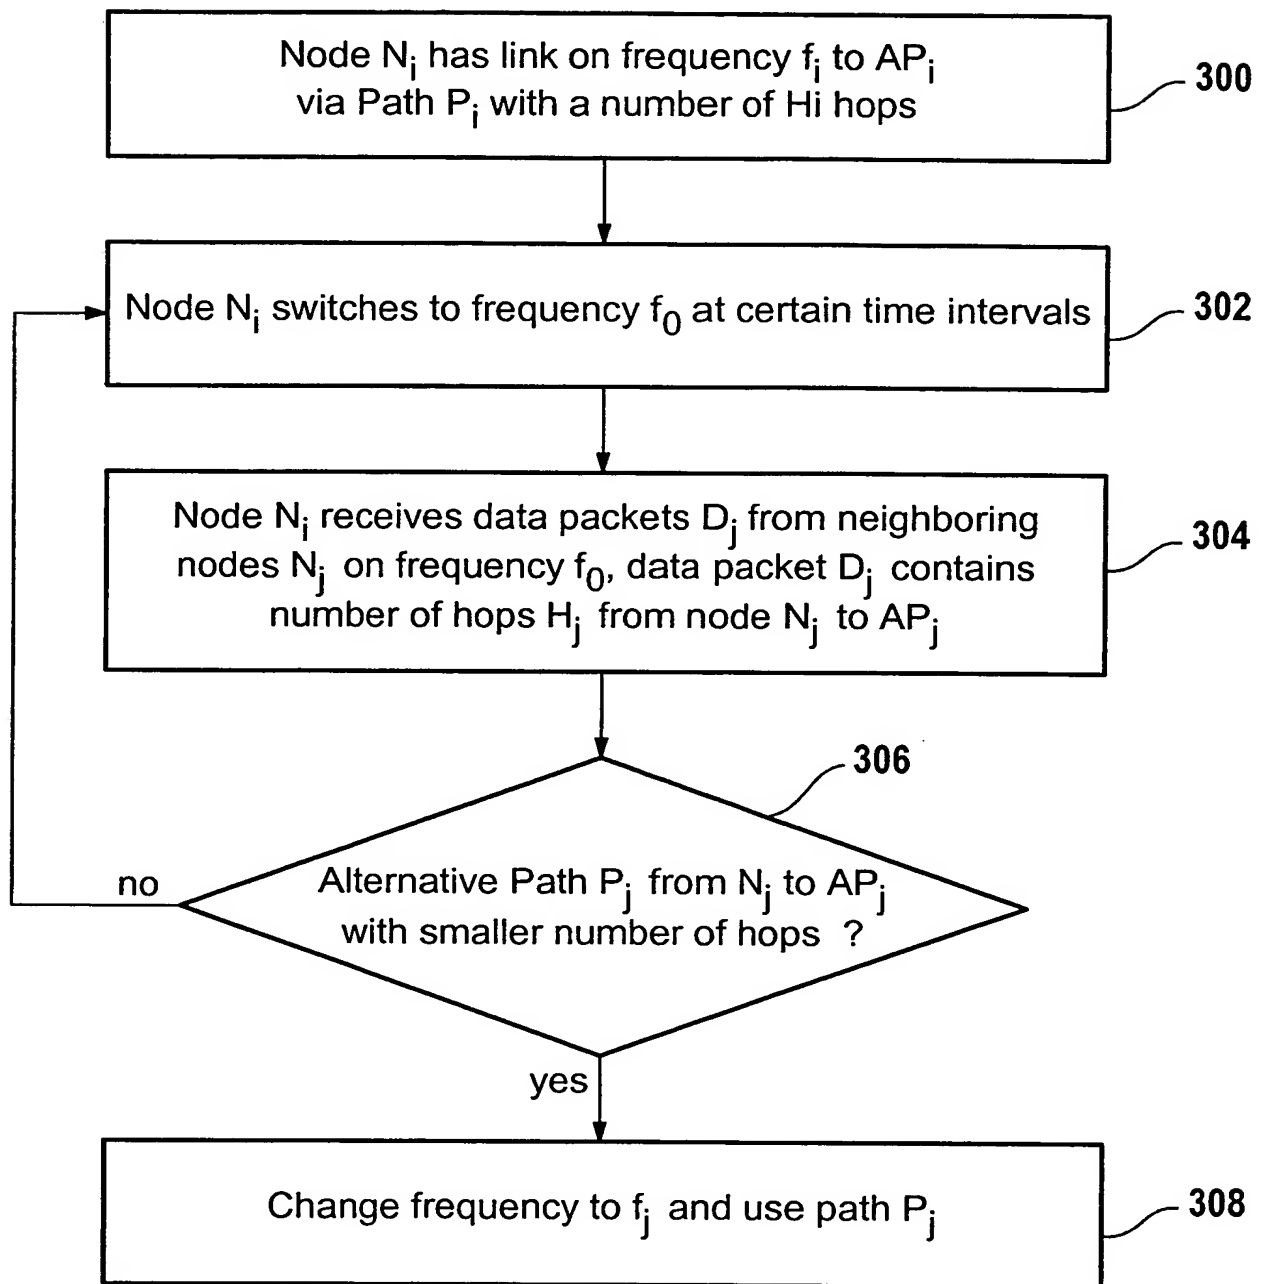 Node Ni has link on frequency fi to APi
via Path Pi with a number of Hi hops
300
Node Ni switches to frequency f0 at certain time intervals
302
Node Ni receives data packets Dj from neighboring
nodes Nj on frequency f0, data packet Dj contains
number of hops Hj from node Nj to APj
304
306
Alternative Path Pj from Nj to APj
with smaller number of hops ?
no
yes
Change frequency to fj and use path Pj
308